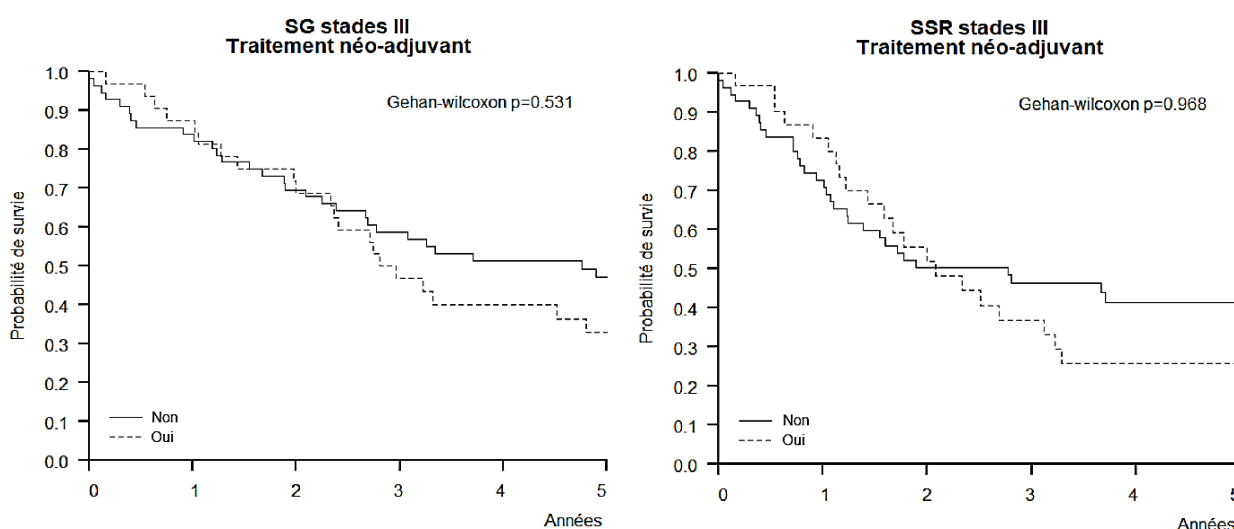 SG stades III
Traitement néo-adjuvant
Gehan-wilcoxon p=0.531
Probabilité de survie
1.0
0.9
0.8
0.7
0.6
0.5
0.4
0.3
0.2
0.1
0.0
Non
Oui
0 1 2 3 4 5
Années
SSR stades III
Traitement néo-adjuvant
Gehan-wilcoxon p=0.968
Probabilité de survie
1.0
0.9
0.8
0.7
0.6
0.5
0.4
0.3
0.2
0.1
0.0
Non
Oui
0 1 2 3 4 5
Années